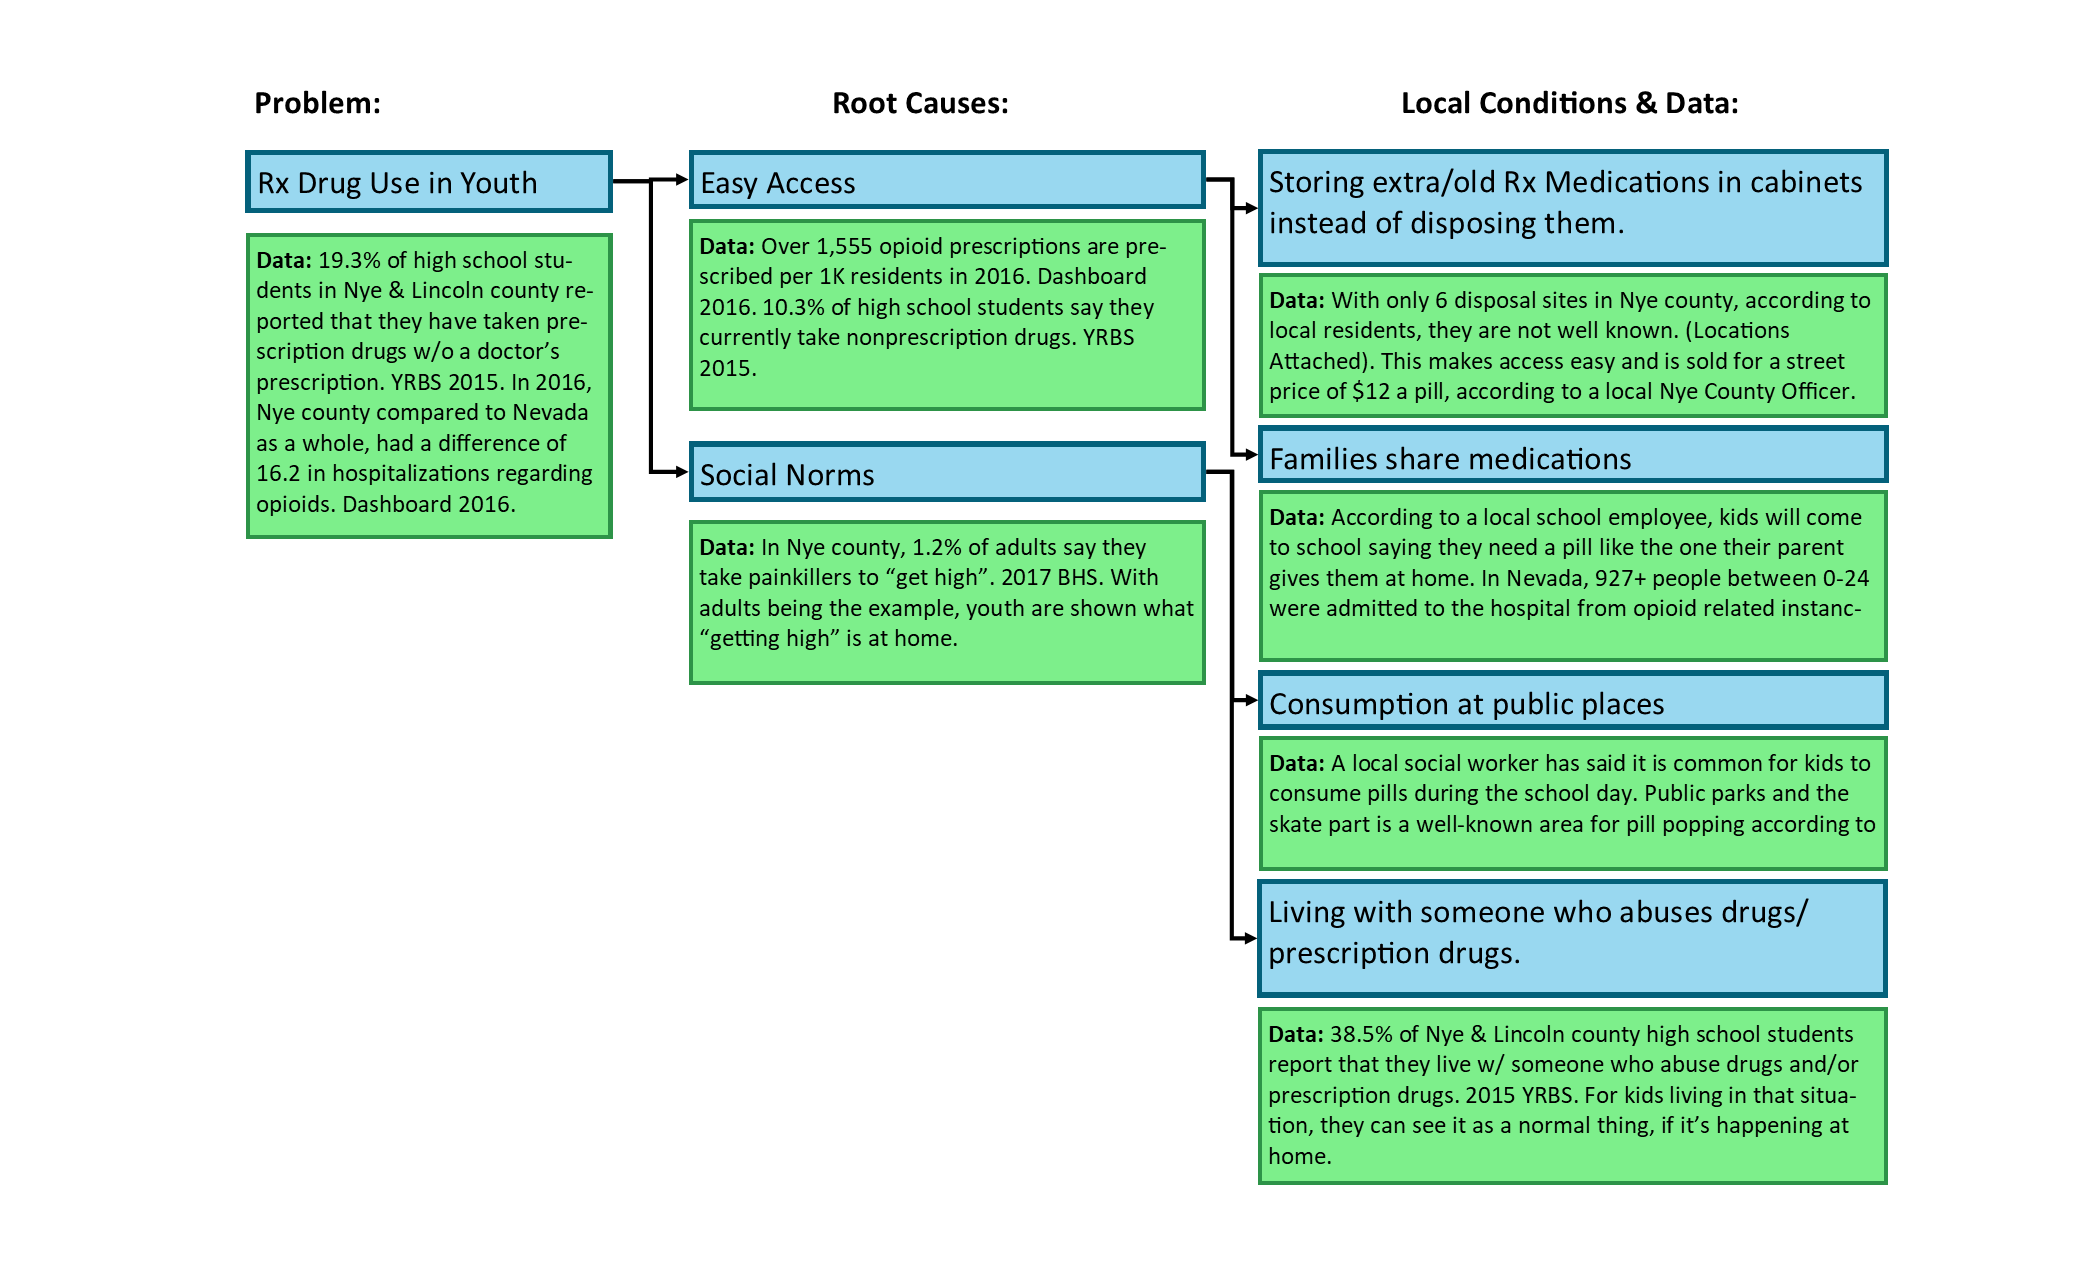 Problem:
Root Causes:
Local Conditions & Data:
Rx Drug Use in Youth
Data: 19.3% of high school stu-
dents in Nye & Lincoln county re-
ported that they have taken pre-
scription drugs w/o a doctor’s
prescription. YRBS 2015. In 2016,
Nye county compared to Nevada
as a whole, had a difference of
16.2 in hospitalizations regarding
opioids. Dashboard 2016.
Easy Access
Data: Over 1,555 opioid prescriptions are pre-
scribed per 1K residents in 2016. Dashboard
2016. 10.3% of high school students say they
currently take nonprescription drugs. YRBS
2015.
Social Norms
Data: In Nye county, 1.2% of adults say they
take painkillers to “get high”. 2017 BHS. With
adults being the example, youth are shown what
“getting high” is at home.
Storing extra/old Rx Medications in cabinets
instead of disposing them.
Data: With only 6 disposal sites in Nye county, according to
local residents, they are not well known. (Locations
Attached). This makes access easy and is sold for a street
price of $12 a pill, according to a local Nye County Officer.
Families share medications
Data: According to a local school employee, kids will come
to school saying they need a pill like the one their parent
gives them at home. In Nevada, 927+ people between 0-24
were admitted to the hospital from opioid related instanc-
Consumption at public places
Data: A local social worker has said it is common for kids to
consume pills during the school day. Public parks and the
skate part is a well-known area for pill popping according to
Living with someone who abuses drugs/
prescription drugs.
Data: 38.5% of Nye & Lincoln county high school students
report that they live w/ someone who abuse drugs and/or
prescription drugs. 2015 YRBS. For kids living in that situa-
tion, they can see it as a normal thing, if it’s happening at
home.